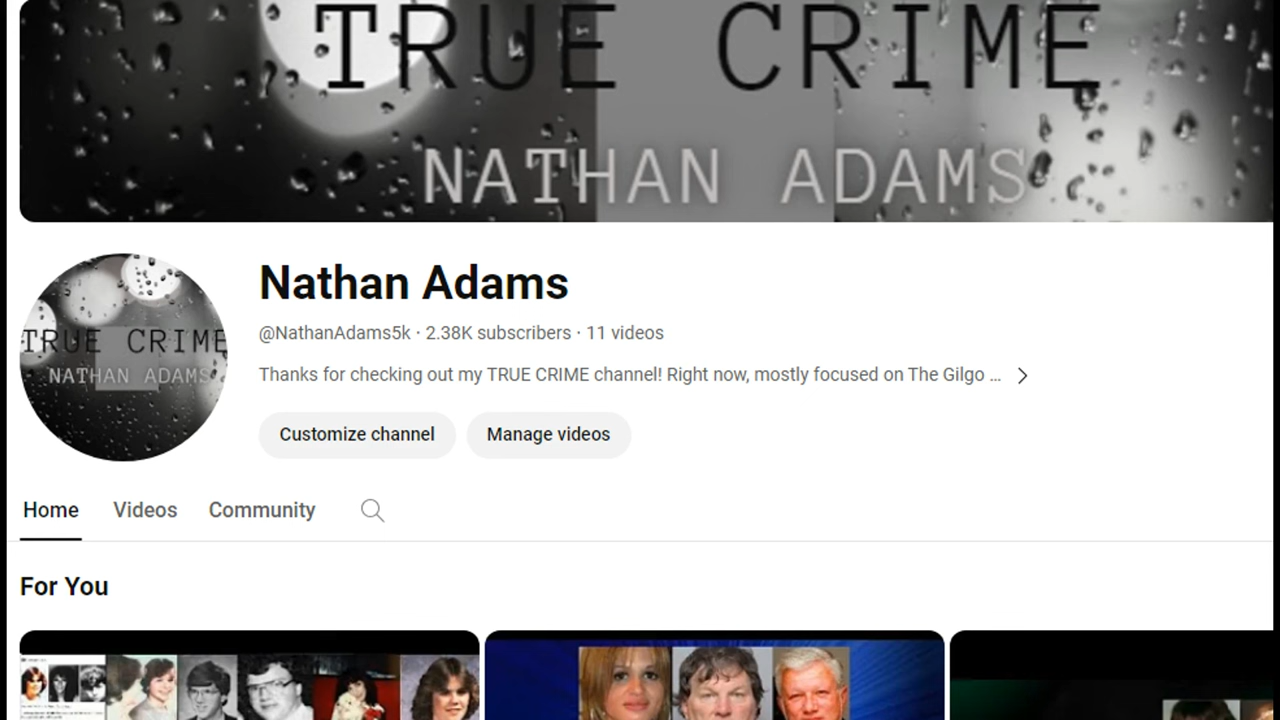 TRUE CRIME
NATHAN ADAMS
TRUE CRIME
NATHAN ADAMS
Nathan Adams
@NathanAdams5k · 2.38K subscribers · 11 videos
Thanks for checking out my TRUE CRIME channel! Right now, mostly focused on The Gilgo ...
Customize channel
Manage videos
Home
Videos
Community
For You